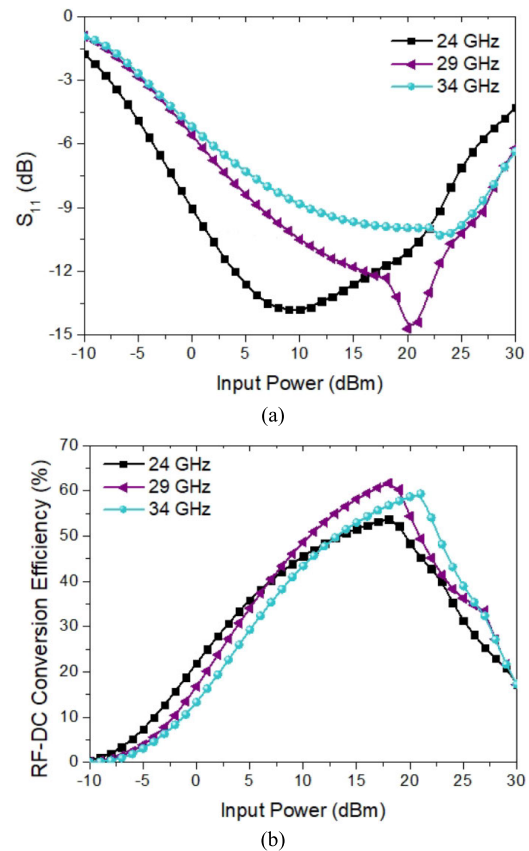 0
-3
-6
-9
-12
-15
S11 (dB)
24 GHz
29 GHz
34 GHz
-10 -5 0 5 10 15 20 25 30
Input Power (dBm)
(a)
70
60
50
40
30
20
10
0
RF-DC Conversion Efficiency (%)
24 GHz
29 GHz
34 GHz
-10 -5 0 5 10 15 20 25 30
Input Power (dBm)
(b)